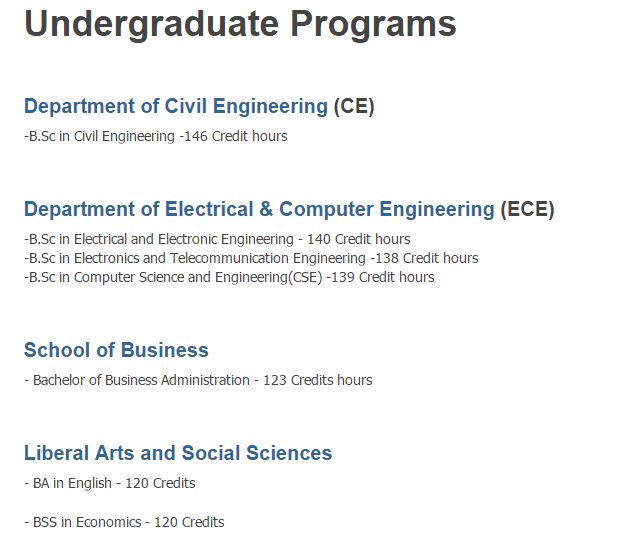 Undergraduate Programs
Department of Civil Engineering (CE)
-B.Sc in Civil Engineering -146 Credit hours
Department of Electrical & Computer Engineering (ECE)
-B.Sc in Electrical and Electronic Engineering - 140 Credit hours
-B.Sc in Electronics and Telecommunication Engineering -138 Credit hours
-B.Sc in Computer Science and Engineering(CSE) -139 Credit hours
School of Business
- Bachelor of Business Administration - 123 Credits hours
Liberal Arts and Social Sciences
- BA in English - 120 Credits
- BSS in Economics - 120 Credits